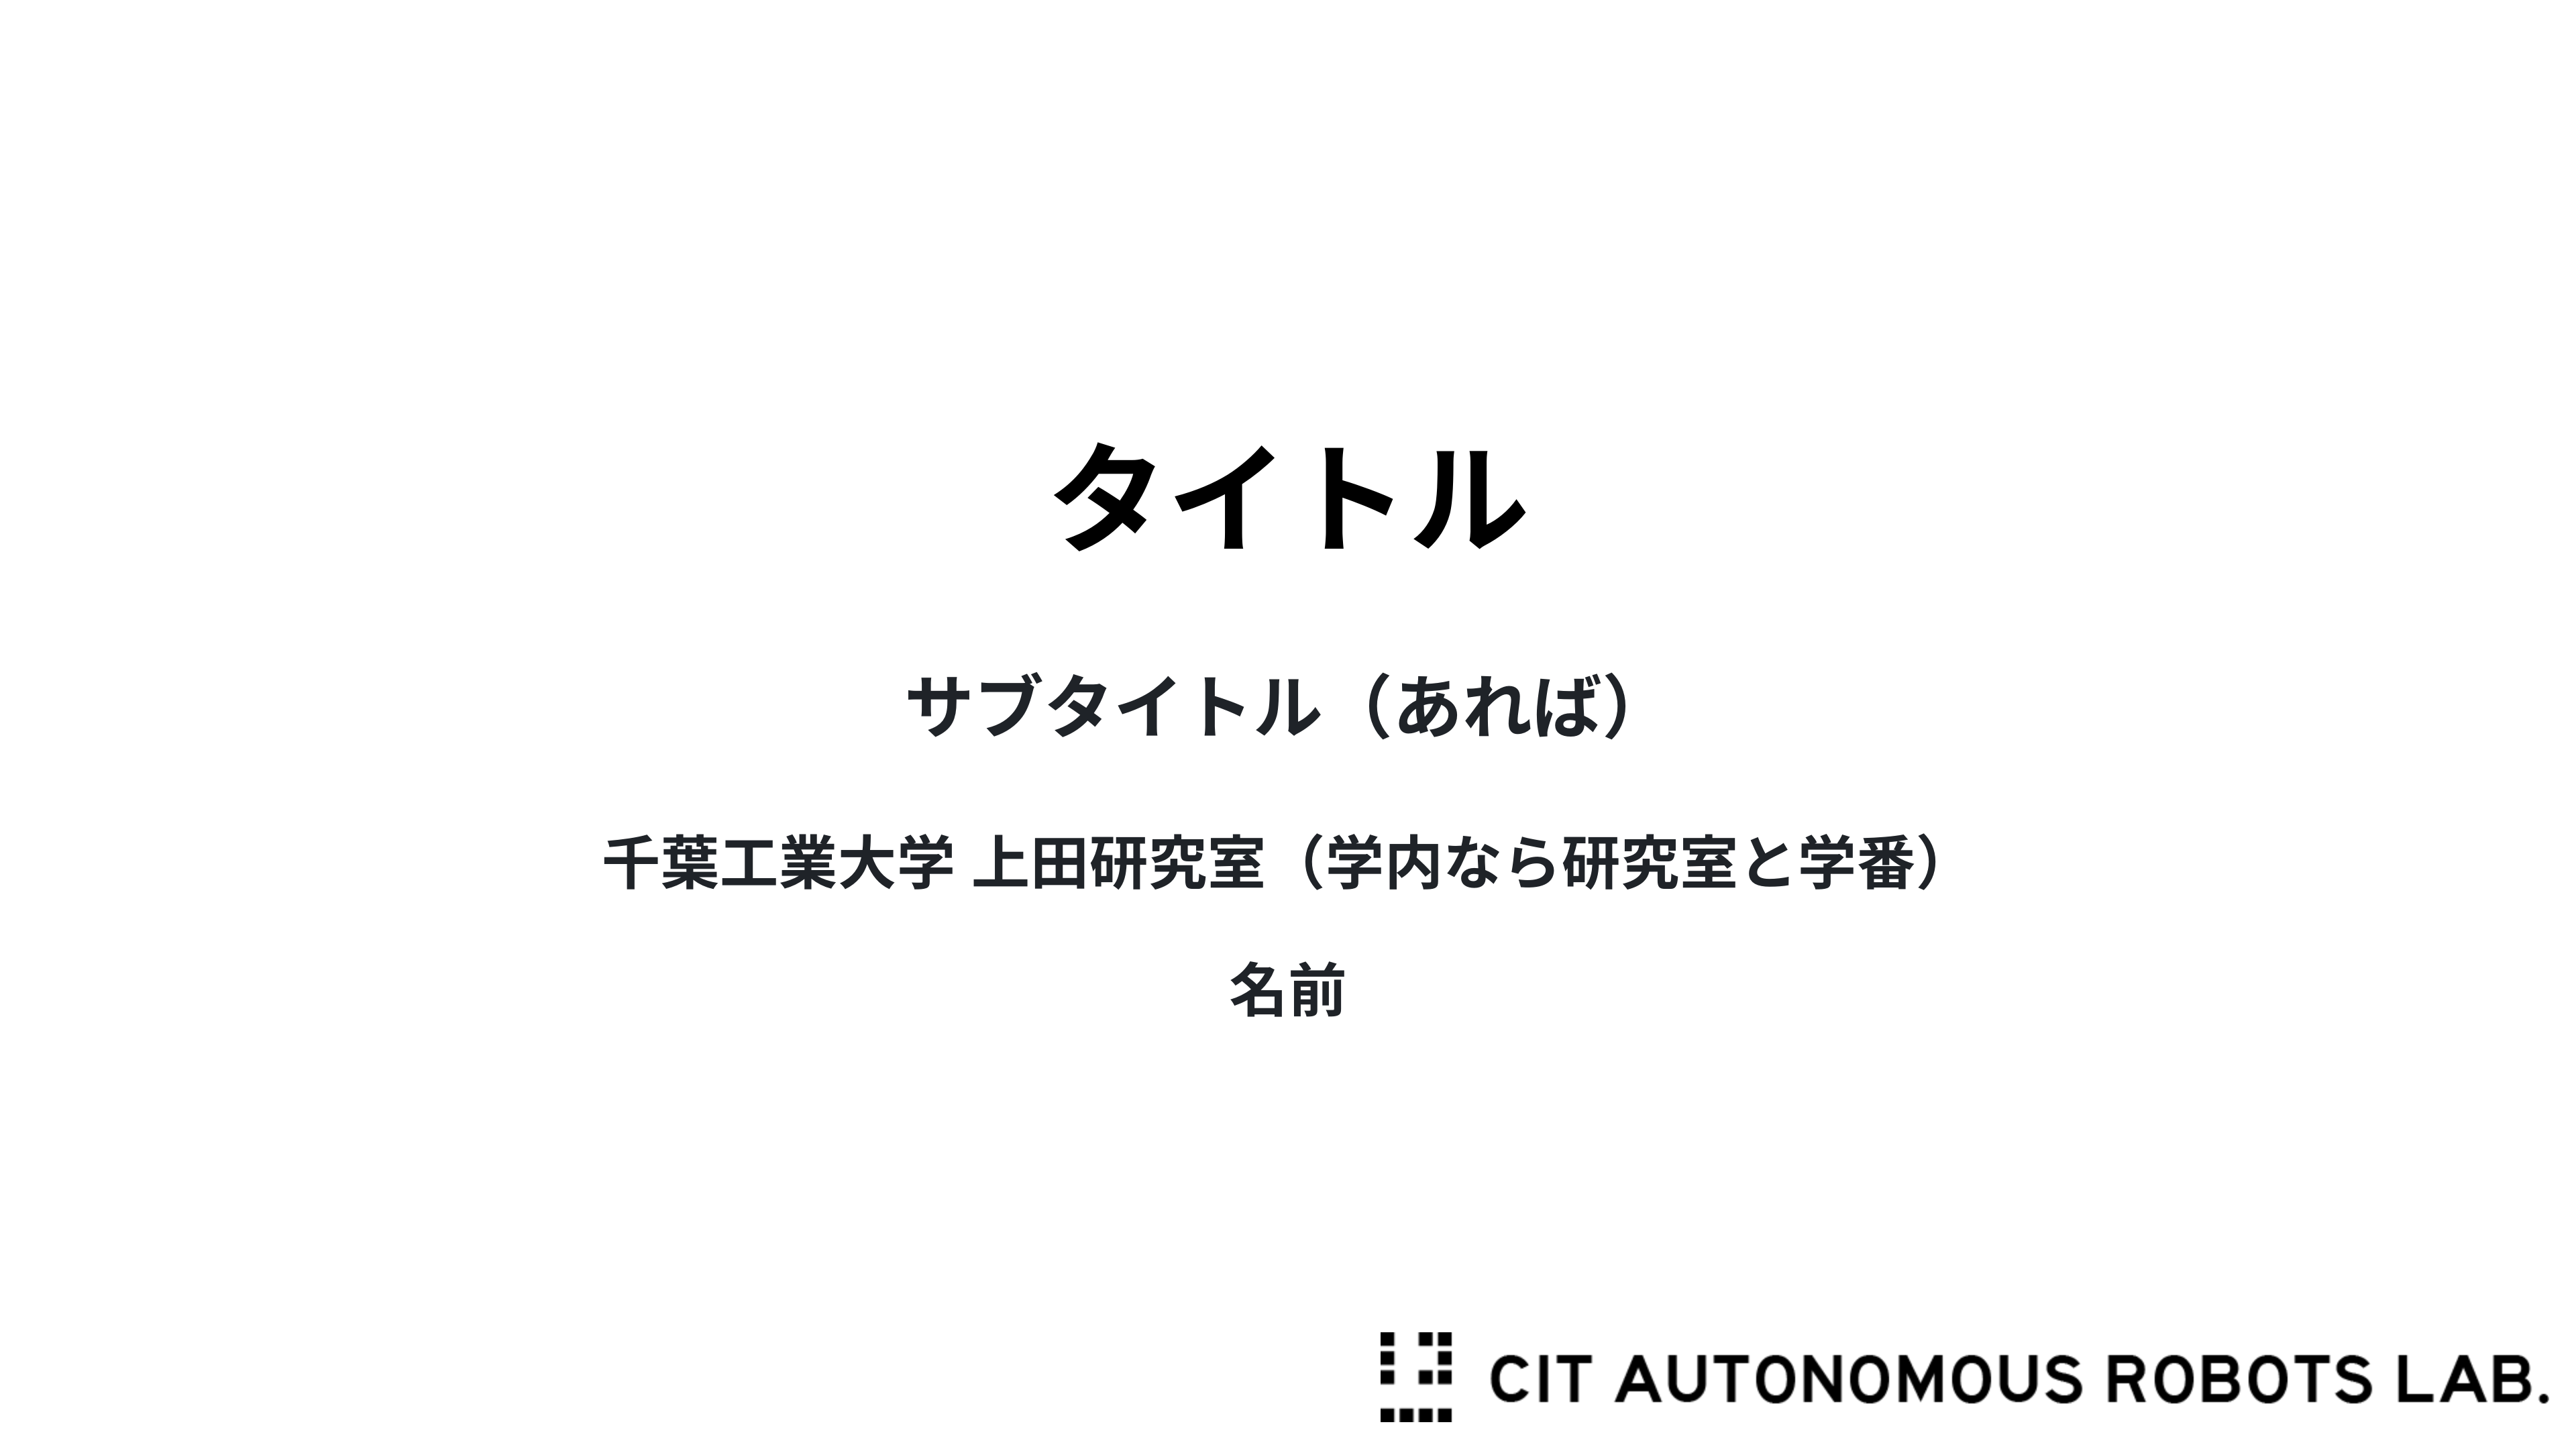 タイトル
サブタイトル（あれば）
千葉工業大学 上田研究室（学内なら研究室と学番）
名前
CIT AUTONOMOUS ROBOTS LAB.